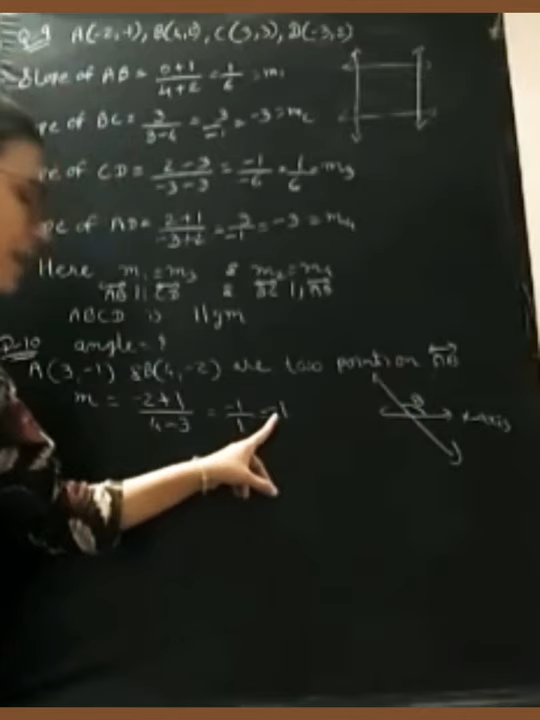 Q.9 A(-2,-1), B(4,0), C(3,3), D(-3,2)
Slope of AB = 0+1/4+2 = 1/6 = m₁
pe of BC = 3/3-4 = 3/-1 = -3 = m₂
pe of CD = 2-3/-3-3 = -1/-6 = 1/6 = m₃
pe of AD = 2+1/-3+2 = 3/-1 = -3 = m₄
Here m₁ = m₃ & m₂ = m₄
AB || CD & BC || AD
ABCD is ||gm
Q.10 angle = ?
A(3,-1) & B(4,-2) are two point on AB
m = -2+1/4-3 = -1/1 = -1
θ
x-axis